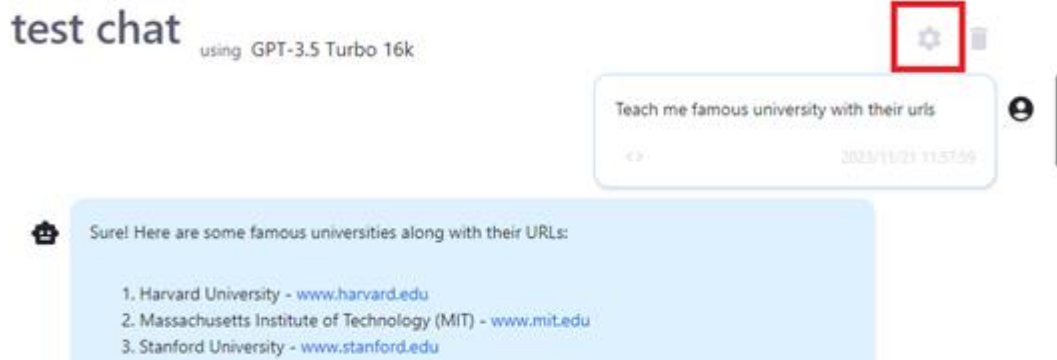 test chat using GPT-3.5 Turbo 16k
Teach me famous university with their urls
<> 2023/11/21 11:57:59
Sure! Here are some famous universities along with their URLs:
1. Harvard University - www.harvard.edu
2. Massachusetts Institute of Technology (MIT) - www.mit.edu
3. Stanford University - www.stanford.edu